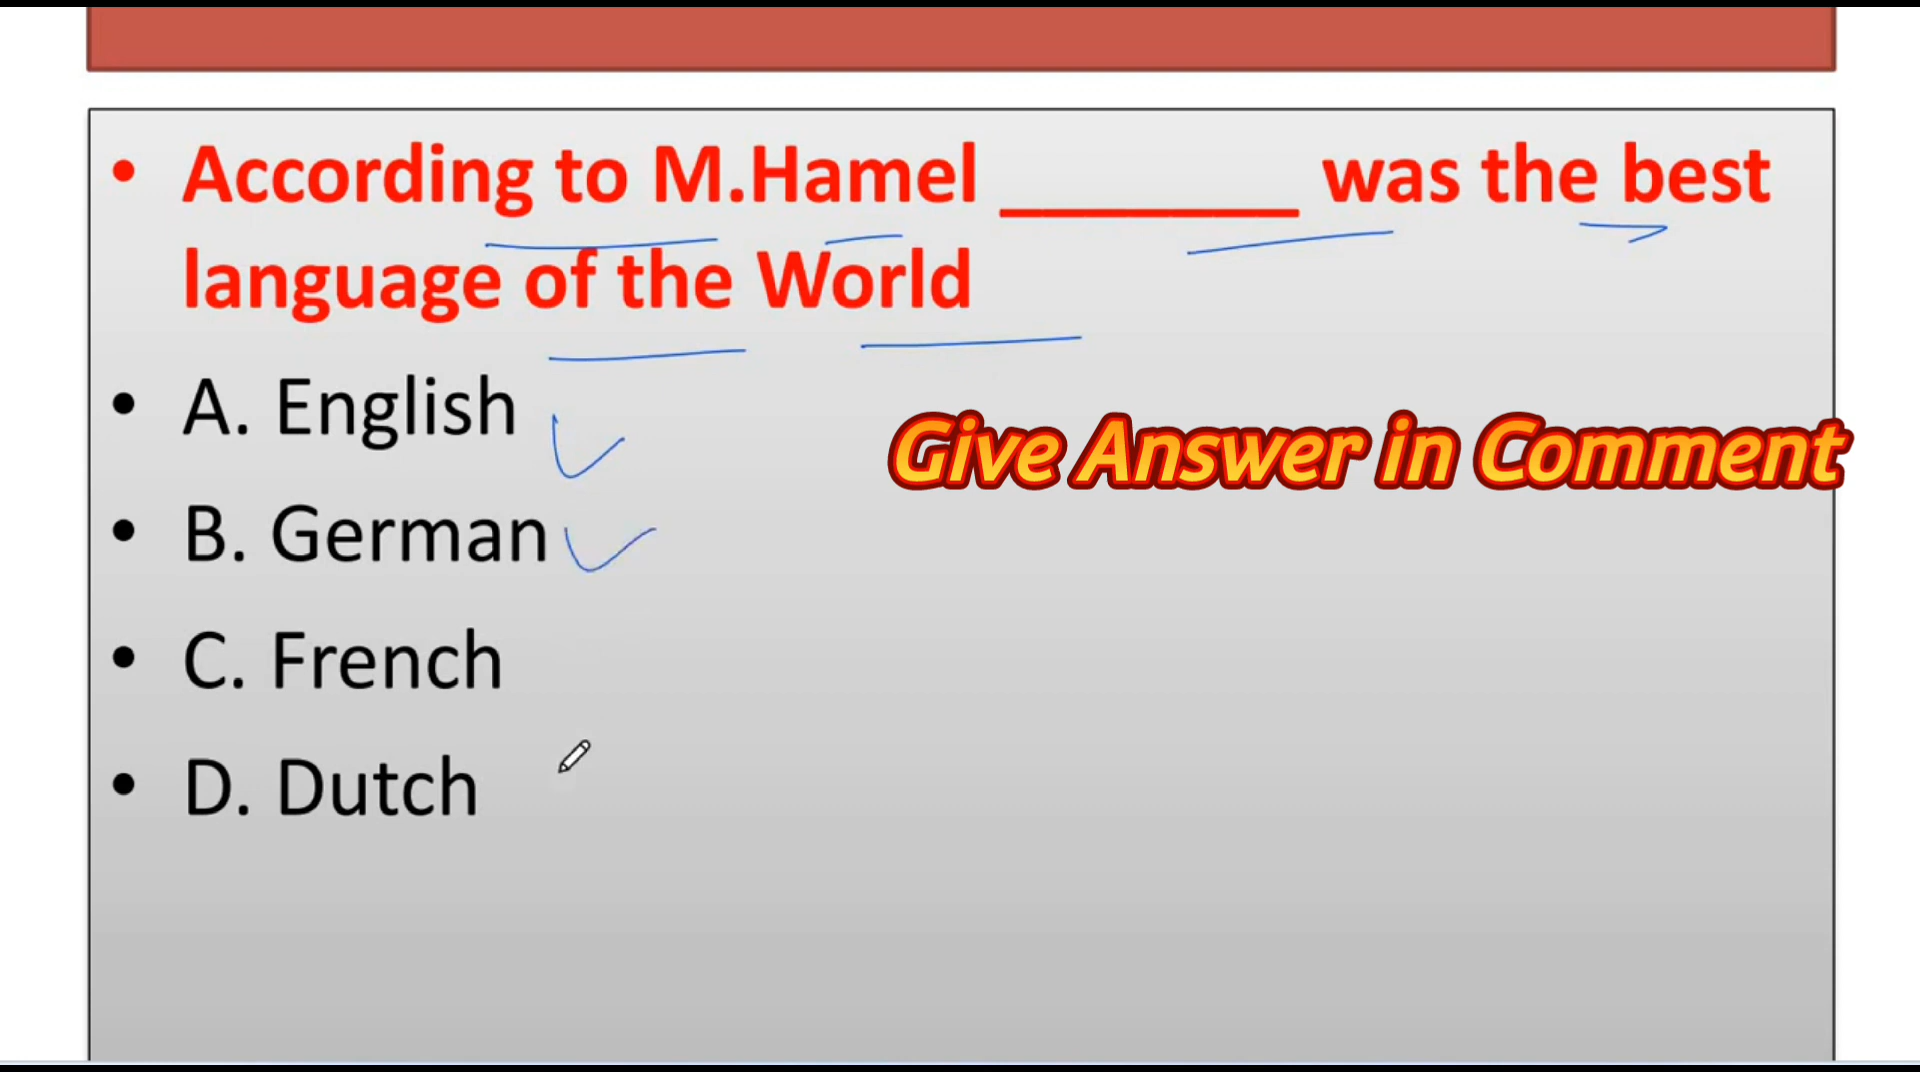 • According to M.Hamel ________ was the best
language of the World
• A. English
Give Answer in Comment
• B. German
• C. French
• D. Dutch